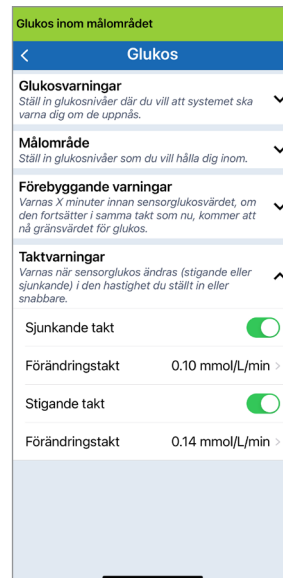 Glukos inom målområdet
Glukos
Glukosvarningar
Ställ in glukosnivåer där du vill att systemet ska
varna dig om de uppnås.
Målområde
Ställ in glukosnivåer som du vill hålla dig inom.
Förebyggande varningar
Varnas X minuter innan sensorglukosvärdet, om
den fortsätter i samma takt som nu, kommer att
nå gränsvärdet för glukos.
Taktvarningar
Varnas när sensorglukos ändras (stigande eller
sjunkande) i den hastighet du ställt in eller
snabbare.
Sjunkande takt
Förändringstakt 0.10 mmol/L/min
Stigande takt
Förändringstakt 0.14 mmol/L/min